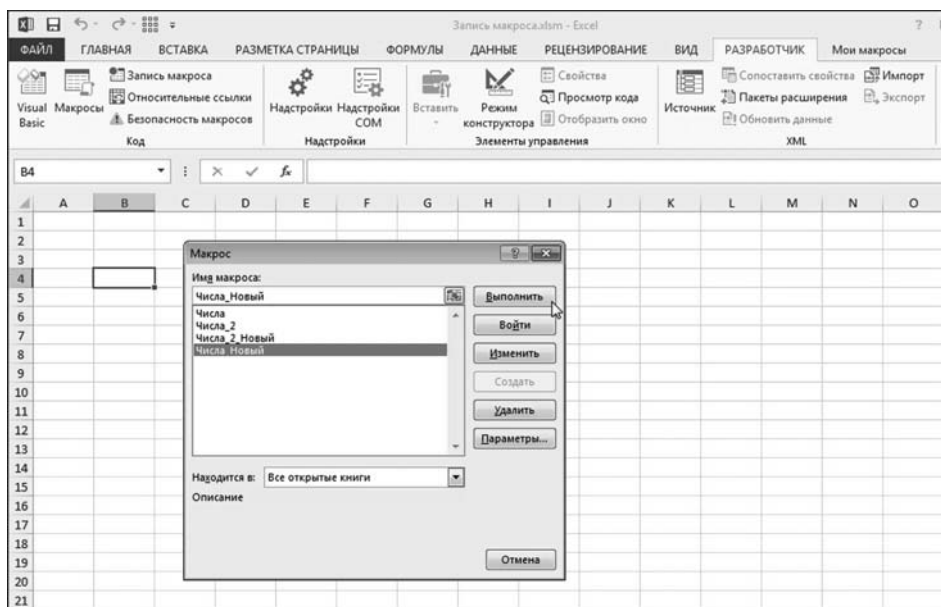 Запись макроса.xlsm - Excel ?
ФАЙЛ ГЛАВНАЯ ВСТАВКА РАЗМЕТКА СТРАНИЦЫ ФОРМУЛЫ ДАННЫЕ РЕЦЕНЗИРОВАНИЕ ВИД РАЗРАБОТЧИК Мои макросы
Visual Basic
Макросы
Запись макроса
Относительные ссылки
Безопасность макросов
Код
Надстройки
Надстройки COM
Надстройки
Вставить
Режим конструктора
Свойства
Просмотр кода
Отобразить окно
Элементы управления
Источник
Сопоставить свойства
Пакеты расширения
Обновить данные
Импорт
Экспорт
XML
B4 fx
A B C D E F G H I J K L M N O
1
2
3
4
5
6
7
8
9
10
11
12
13
14
15
16
17
18
19
20
21
Макрос ?
Имя макроса:
Числа_Новый
Числа
Числа_2
Числа_2_Новый
Числа_Новый
Выполнить
Войти
Изменить
Создать
Удалить
Параметры...
Находится в: Все открытые книги
Описание
Отмена